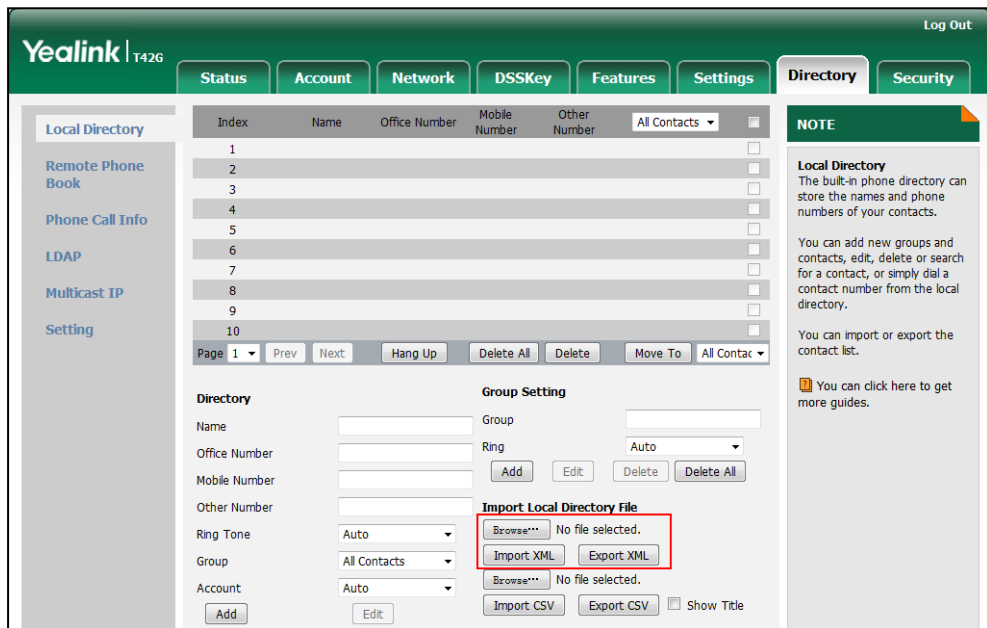 Log Out
Yealink | T42G
Status Account Network DSSKey Features Settings Directory Security
Local Directory
Remote Phone
Book
Phone Call Info
LDAP
Multicast IP
Setting
Index Name Office Number Mobile Number Other Number All Contacts
1
2
3
4
5
6
7
8
9
10
Page 1 Prev Next Hang Up Delete All Delete Move To All Contac
Directory
Name
Office Number
Mobile Number
Other Number
Ring Tone Auto
Group All Contacts
Account Auto
Add Edit
Group Setting
Group
Ring Auto
Add Edit Delete Delete All
Import Local Directory File
Browse... No file selected.
Import XML Export XML
Browse... No file selected.
Import CSV Export CSV Show Title
NOTE
Local Directory
The built-in phone directory can
store the names and phone
numbers of your contacts.
You can add new groups and
contacts, edit, delete or search
for a contact, or simply dial a
contact number from the local
directory.
You can import or export the
contact list.
You can click here to get
more guides.